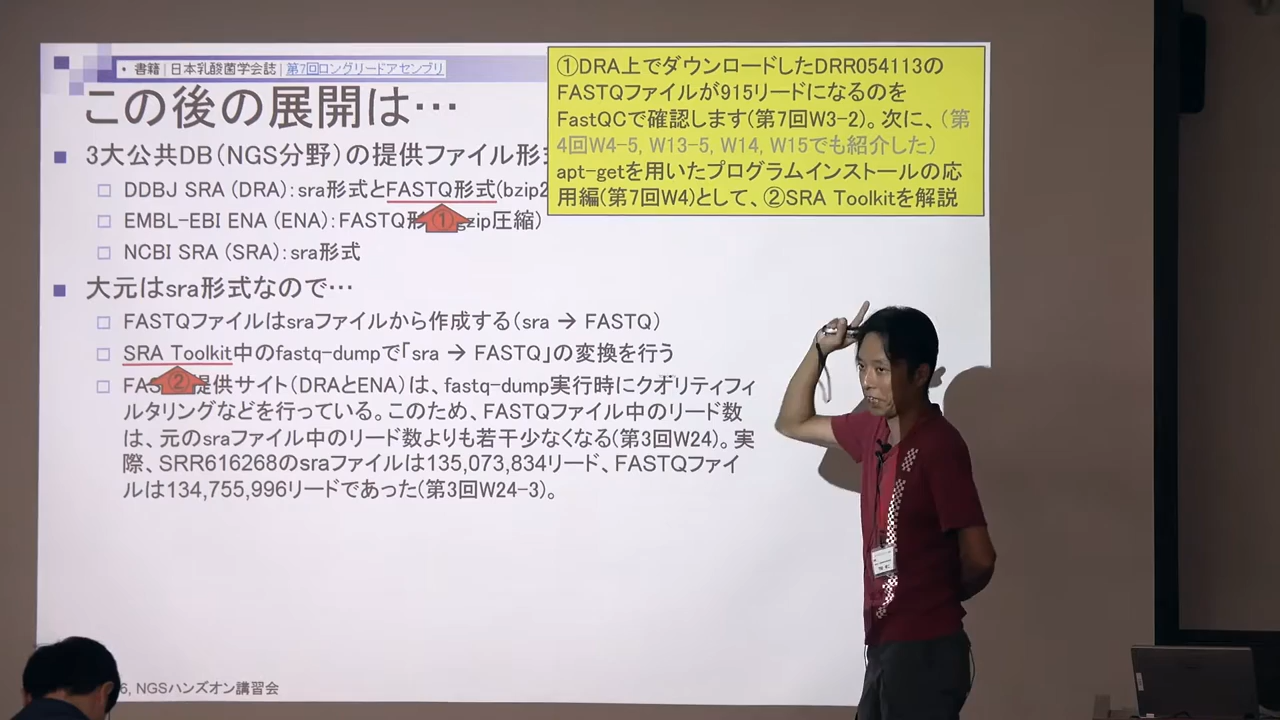 • 書籍 | 日本乳酸菌学会誌 | 第7回ロングリードアセンブリ
この後の展開は…
3大公共DB(NGS分野)の提供ファイル形
DDBJ SRA (DRA): sra形式とFASTQ形式(bzip2
EMBL-EBI ENA (ENA): FASTQ形 ① gzip圧縮)
NCBI SRA (SRA): sra形式
大元はsra形式なので…
FASTQファイルはsraファイルから作成する(sra → FASTQ)
SRA Toolkit中のfastq-dumpで「sra → FASTQ」の変換を行う
FAS ② 提供サイト(DRAとENA)は、fastq-dump実行時にクオリティフィ
ルタリングなどを行っている。このため、FASTQファイル中のリード数
は、元のsraファイル中のリード数よりも若干少なくなる(第3回W24)。実
際、SRR616268のsraファイルは135,073,834リード、FASTQファイ
ルは134,755,996リードであった(第3回W24-3)。
①DRA上でダウンロードしたDRR054113の
FASTQファイルが915リードになるのを
FastQCで確認します(第7回W3-2)。次に、(第
4回W4-5, W13-5, W14, W15でも紹介した)
apt-getを用いたプログラムインストールの応
用編(第7回W4)として、②SRA Toolkitを解説
6, NGSハンズオン講習会